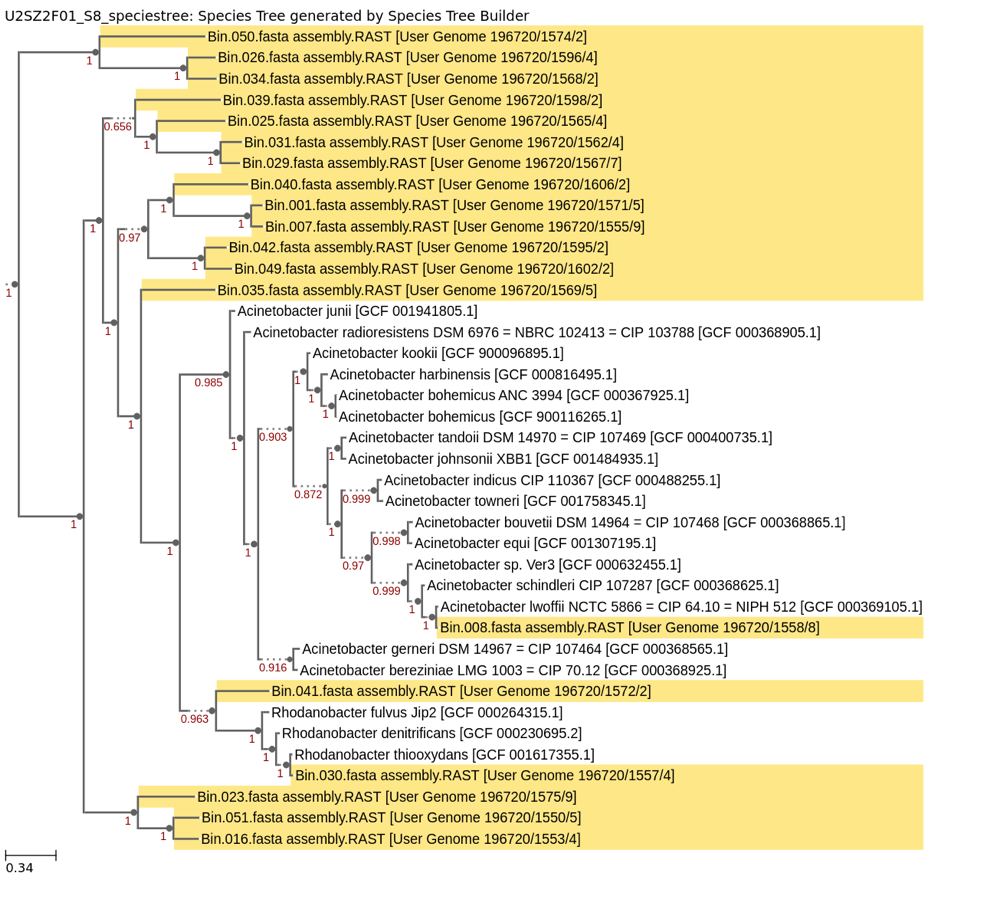 U2SZ2F01_S8_speciestree: Species Tree generated by Species Tree Builder
Bin.050.fasta assembly.RAST [User Genome 196720/1574/2]
1
Bin.026.fasta assembly.RAST [User Genome 196720/1596/4]
1
Bin.034.fasta assembly.RAST [User Genome 196720/1568/2]
Bin.039.fasta assembly.RAST [User Genome 196720/1598/2]
0.656
Bin.025.fasta assembly.RAST [User Genome 196720/1565/4]
1
Bin.031.fasta assembly.RAST [User Genome 196720/1562/4]
1
Bin.029.fasta assembly.RAST [User Genome 196720/1567/7]
Bin.040.fasta assembly.RAST [User Genome 196720/1606/2]
1
Bin.001.fasta assembly.RAST [User Genome 196720/1571/5]
1
1
Bin.007.fasta assembly.RAST [User Genome 196720/1555/9]
0.97
Bin.042.fasta assembly.RAST [User Genome 196720/1595/2]
1
Bin.049.fasta assembly.RAST [User Genome 196720/1602/2]
1
Bin.035.fasta assembly.RAST [User Genome 196720/1569/5]
Acinetobacter junii [GCF 001941805.1]
1
Acinetobacter radioresistens DSM 6976 = NBRC 102413 = CIP 103788 [GCF 000368905.1]
Acinetobacter kookii [GCF 900096895.1]
Acinetobacter harbinensis [GCF 000816495.1]
0.985
1
Acinetobacter bohemicus ANC 3994 [GCF 000367925.1]
1
1
Acinetobacter bohemicus [GCF 900116265.1]
1
0.903
Acinetobacter tandoii DSM 14970 = CIP 107469 [GCF 000400735.1]
1
1
Acinetobacter johnsonii XBB1 [GCF 001484935.1]
Acinetobacter indicus CIP 110367 [GCF 000488255.1]
0.872
0.999
Acinetobacter towneri [GCF 001758345.1]
1
Acinetobacter bouvetii DSM 14964 = CIP 107468 [GCF 000368865.1]
1
0.998
Acinetobacter equi [GCF 001307195.1]
1
1
0.97
Acinetobacter sp. Ver3 [GCF 000632455.1]
Acinetobacter schindleri CIP 107287 [GCF 000368625.1]
0.999
Acinetobacter lwoffii NCTC 5866 = CIP 64.10 = NIPH 512 [GCF 000369105.1]
1
1
Bin.008.fasta assembly.RAST [User Genome 196720/1558/8]
Acinetobacter gerneri DSM 14967 = CIP 107464 [GCF 000368565.1]
0.916
Acinetobacter bereziniae LMG 1003 = CIP 70.12 [GCF 000368925.1]
Bin.041.fasta assembly.RAST [User Genome 196720/1572/2]
Rhodanobacter fulvus Jip2 [GCF 000264315.1]
0.963
Rhodanobacter denitrificans [GCF 000230695.2]
1
Rhodanobacter thiooxydans [GCF 001617355.1]
1
1
Bin.030.fasta assembly.RAST [User Genome 196720/1557/4]
Bin.023.fasta assembly.RAST [User Genome 196720/1575/9]
1
Bin.051.fasta assembly.RAST [User Genome 196720/1550/5]
1
Bin.016.fasta assembly.RAST [User Genome 196720/1553/4]
0.34